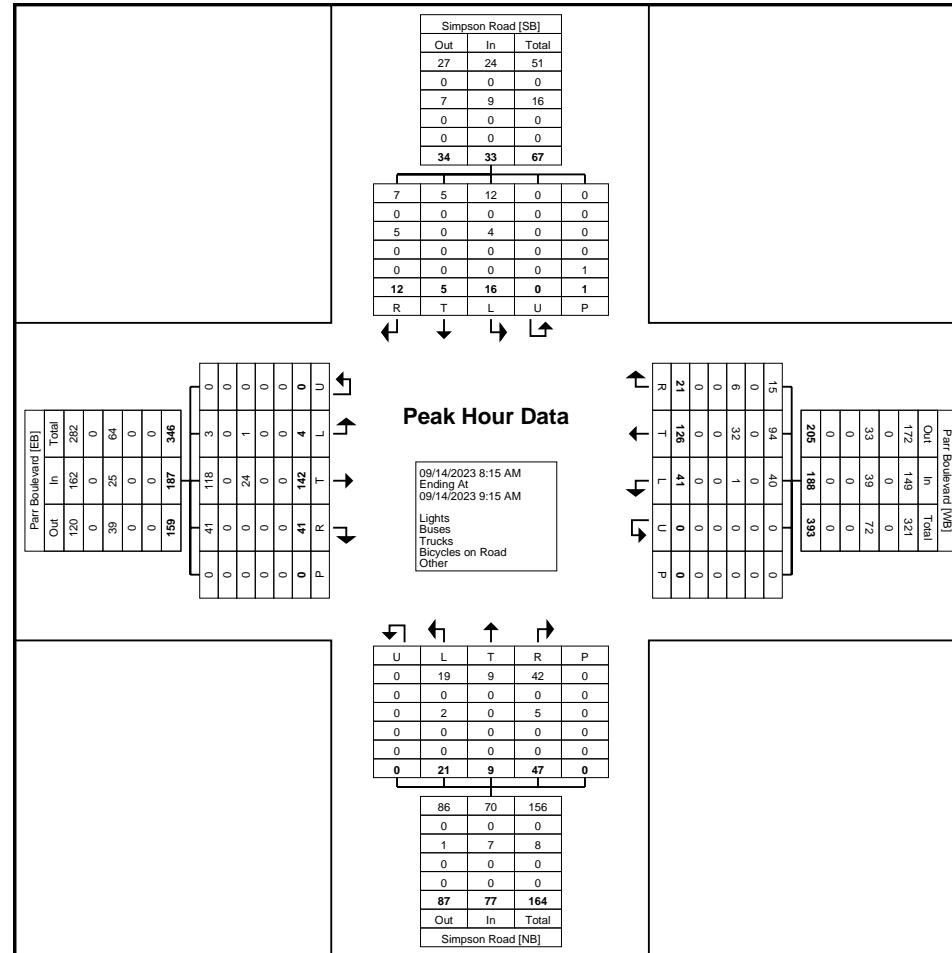 Simpson Road [SB]
Out In Total
27 24 51
0 0 0
7 9 16
0 0 0
0 0 0
34 33 67
7 5 12 0 0
0 0 0 0 0
5 0 4 0 0
0 0 0 0 0
0 0 0 0 1
12 5 16 0 1
R T L U P
U L T R P
0 4 142 41 0
0 0 0 0 0
0 0 0 0 0
0 1 24 0 0
0 0 0 0 0
0 3 118 41 0
346 187 159
0 0 0
0 0 0
64 25 39
0 0 0
282 162 120
Total In Out
Parr Boulevard [EB]
Peak Hour Data
09/14/2023 8:15 AM
Ending At
09/14/2023 9:15 AM
Lights
Buses
Trucks
Bicycles on Road
Other
Parr Boulevard [WB]
Out In Total
172 149 321
0 0 0
33 39 72
0 0 0
0 0 0
205 188 393
15 94 40 0 0
0 0 0 0 0
6 32 1 0 0
0 0 0 0 0
0 0 0 0 0
21 126 41 0 0
R T L U P
U L T R P
0 19 9 42 0
0 0 0 0 0
0 2 0 5 0
0 0 0 0 0
0 0 0 0 0
0 21 9 47 0
86 70 156
0 0 0
1 7 8
0 0 0
0 0 0
87 77 164
Out In Total
Simpson Road [NB]